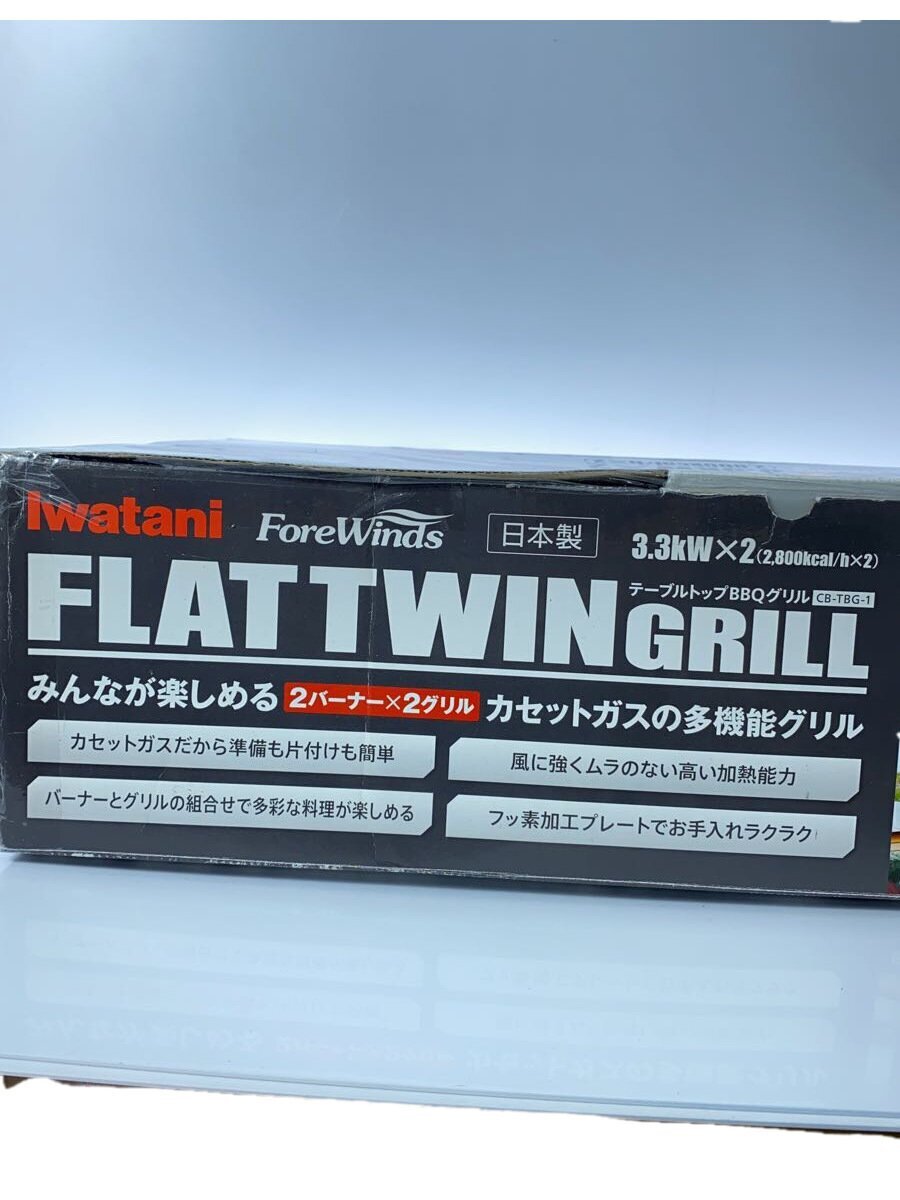 Iwatani ForeWinds 日本製 3.3kW×2(2,800kcal/h×2)
テーブルトップBBQグリル CB-TBG-1
FLAT TWIN GRILL
みんなが楽しめる 2バーナー×2グリル カセットガスの多機能グリル
カセットガスだから準備も片付けも簡単
風に強くムラのない高い加熱能力
バーナーとグリルの組合せで多彩な料理が楽しめる
フッ素加工プレートでお手入れラクラク